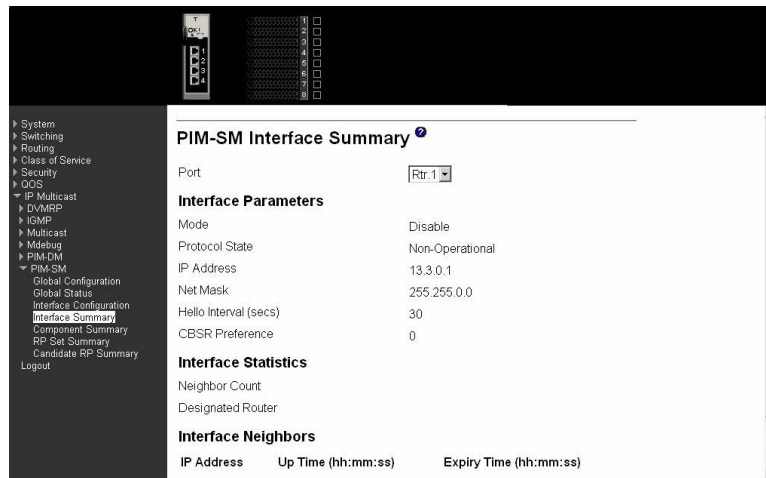 T
OK!
1
2
3
4
1
2
3
4
5
6
7
8
System
Switching
Routing
Class of Service
Security
QOS
IP Multicast
DVMRP
IGMP
Multicast
Mdebug
PIM-DM
PIM-SM
Global Configuration
Global Status
Interface Configuration
Interface Summary
Component Summary
RP Set Summary
Candidate RP Summary
Logout
PIM-SM Interface Summary ?
Port Rtr.1
Interface Parameters
Mode Disable
Protocol State Non-Operational
IP Address 13.3.0.1
Net Mask 255.255.0.0
Hello Interval (secs) 30
CBSR Preference 0
Interface Statistics
Neighbor Count
Designated Router
Interface Neighbors
IP Address Up Time (hh:mm:ss) Expiry Time (hh:mm:ss)